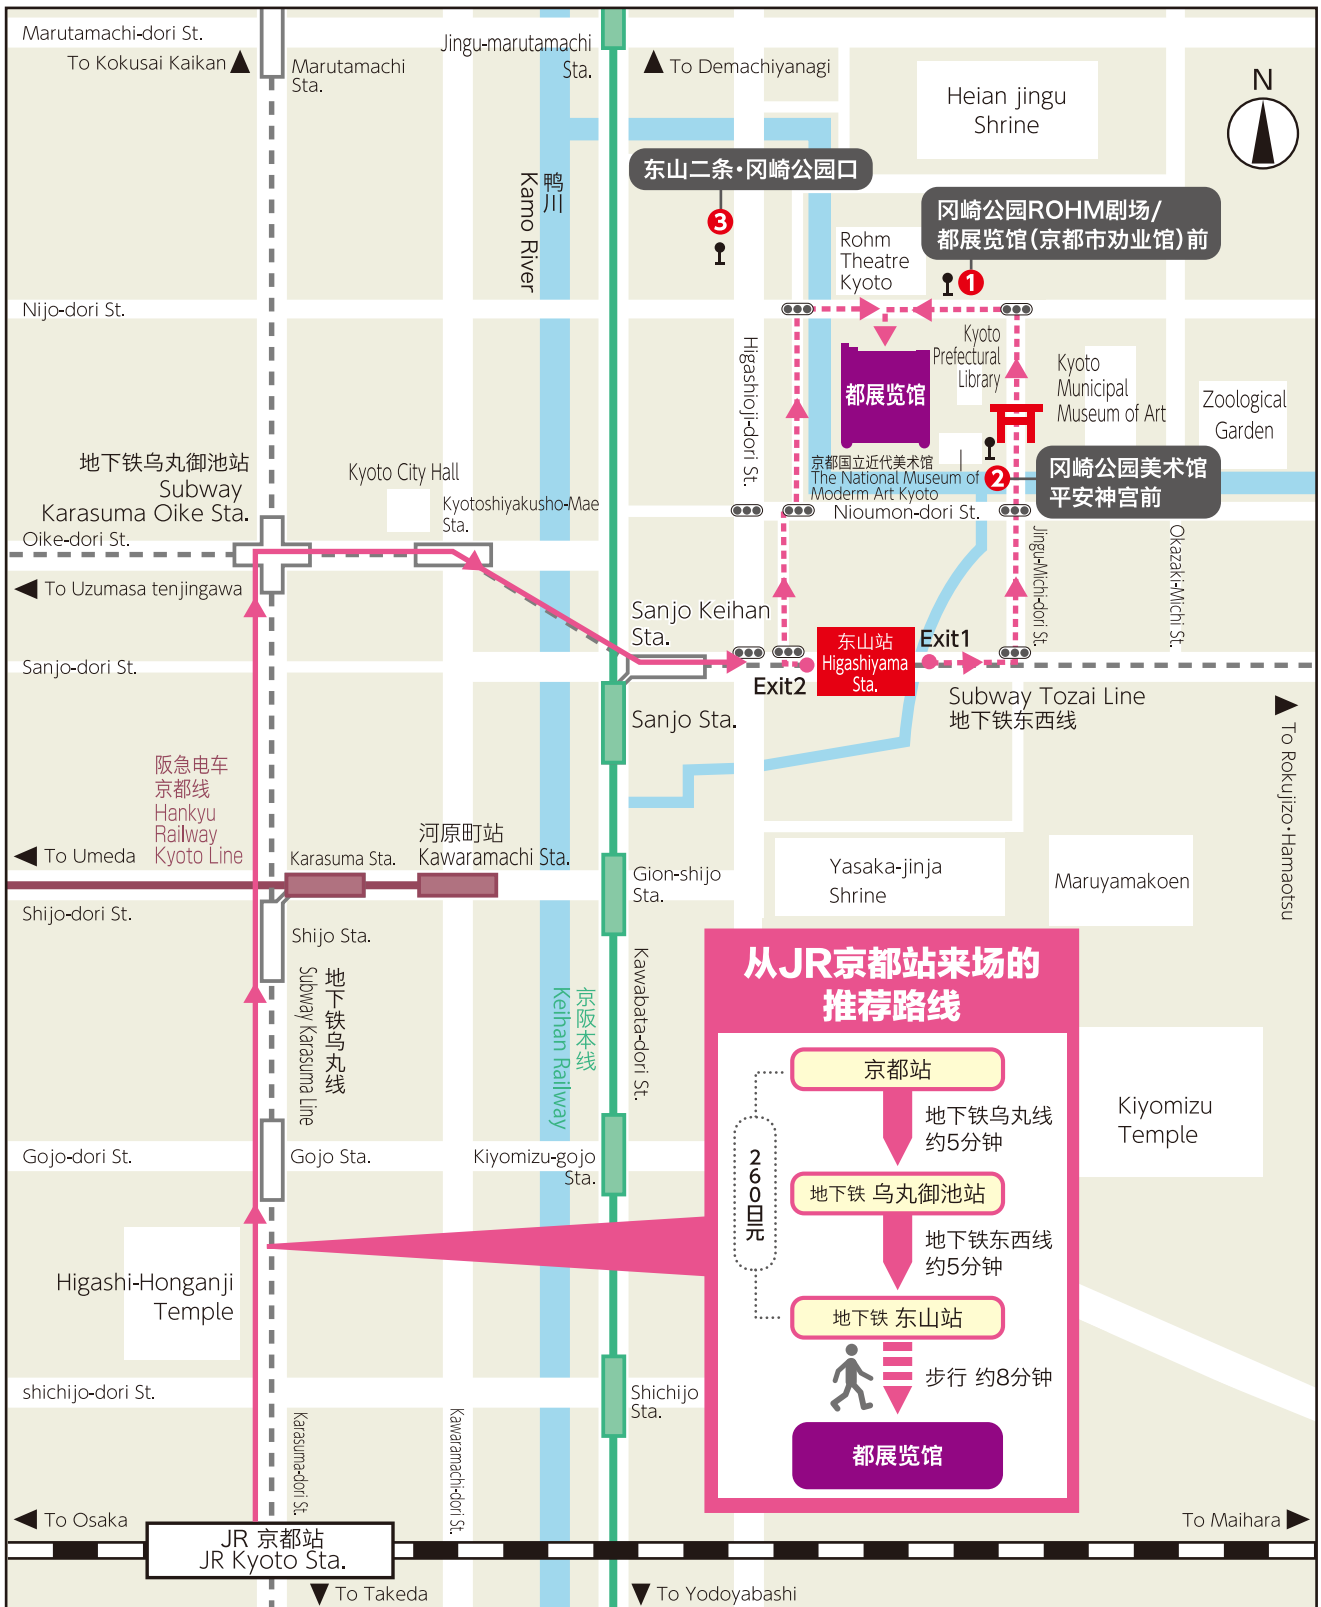 Marutamachi-dori St.
To Kokusai Kaikan
Marutamachi
Sta.
Jingu-marutamachi
Sta.
To Demachiyanagi
Heian jingu
Shrine
N
东山二条·冈崎公园口
3
鸭川
Kamo River
冈崎公园ROHM剧场/
都展览馆(京都市劝业馆)前
1
Rohm
Theatre
Kyoto
Nijo-dori St.
Higashioji-dori St.
Kyoto
Prefectural
Library
都展览馆
Kyoto
Municipal
Museum of Art
Zoological
Garden
京都国立近代美术馆
The National Museum of
Moderm Art Kyoto
2
冈崎公园美术馆
平安神宫前
地下铁乌丸御池站
Subway
Karasuma Oike Sta.
Kyoto City Hall
Kyotoshiyakusho-Mae
Sta.
Nioumon-dori St.
Oike-dori St.
To Uzumasa tenjingawa
Jingu-Michi-dori St.
Okazaki-Michi St.
Sanjo Keihan
Sta.
东山站
Higashiyama
Sta.
Exit1
Exit2
Sanjo-dori St.
Sanjo Sta.
Subway Tozai Line
地下铁东西线
To Rokujizo·Hamaotsu
阪急电车
京都线
Hankyu
Railway
Kyoto Line
To Umeda
Karasuma Sta.
河原町站
Kawaramachi Sta.
Gion-shijo
Sta.
Yasaka-jinja
Shrine
Maruyamakoen
Shijo-dori St.
Shijo Sta.
地下铁乌丸线
Subway Karasuma Line
京阪本线
Keihan Railway
Kawabata-dori St.
从JR京都站来场的
推荐路线
京都站
地下铁乌丸线
约5分钟
260日元
地下铁 乌丸御池站
地下铁东西线
约5分钟
地下铁 东山站
步行 约8分钟
都展览馆
Kiyomizu
Temple
Gojo-dori St.
Gojo Sta.
Kiyomizu-gojo
Sta.
Higashi-Honganji
Temple
shichijo-dori St.
Shichijo
Sta.
Karasuma-dori St.
Kawaramachi-dori St.
To Osaka
JR 京都站
JR Kyoto Sta.
To Maihara
To Takeda
To Yodoyabashi